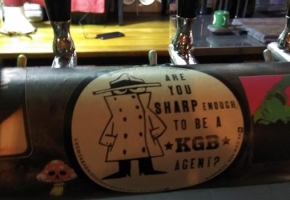 ARE
YOU
SHARP ENOUGH
TO BE A
KGB
AGENT?